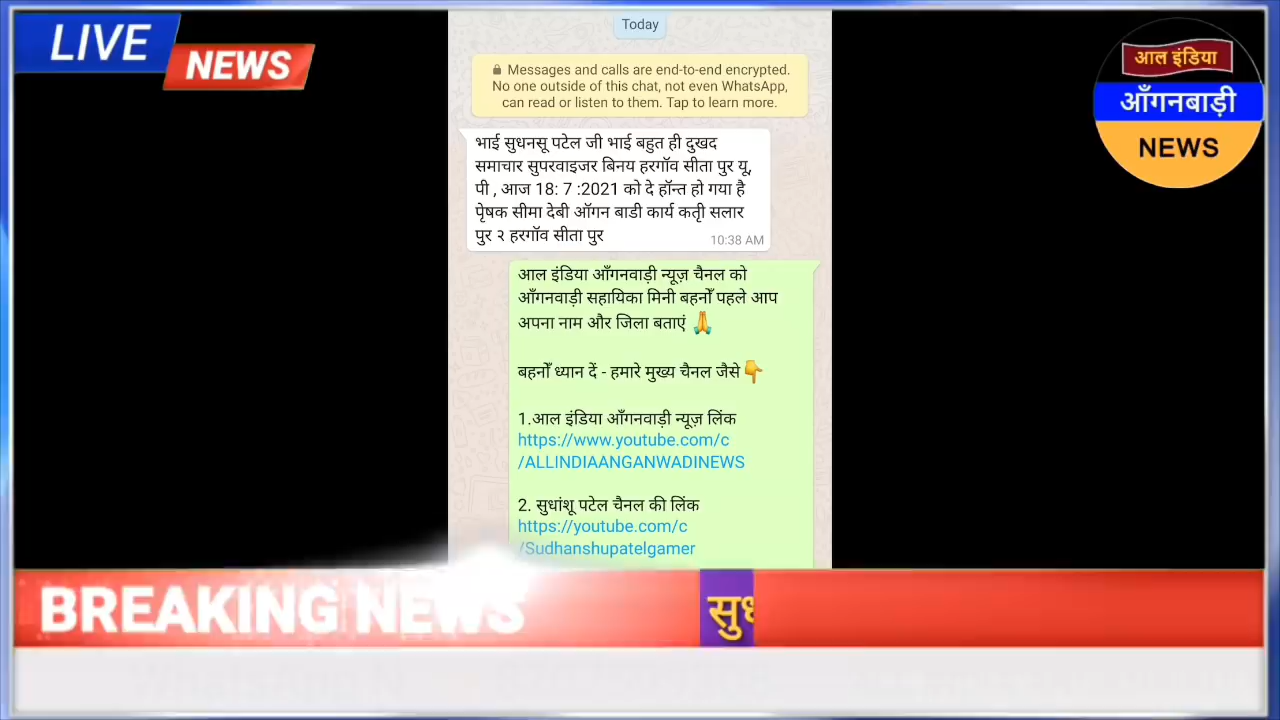 LIVE
NEWS
आल इंडिया
आँगनबाड़ी
NEWS
Today
Messages and calls are end-to-end encrypted.
No one outside of this chat, not even WhatsApp,
can read or listen to them. Tap to learn more.
भाई सुधनसू पटेल जी भाई बहुत ही दुखद
समाचार सुपरवाइजर बिनय हरगॉव सीता पुर यू,
पी , आज 18: 7 :2021 को दे हॉन्त हो गया है
पे्षक सीमा देबी ऑगन बाडी कार्य कतृी सलार
पुर २ हरगॉव सीता पुर
10:38 AM
आल इंडिया आँगनवाड़ी न्यूज़ चैनल को
आँगनवाड़ी सहायिका मिनी बहनोंँ पहले आप
अपना नाम और जिला बताएं 🙏
बहनोंँ ध्यान दें - हमारे मुख्य चैनल जैसे👇
1.आल इंडिया आँगनवाड़ी न्यूज़ लिंक
https://www.youtube.com/c
/ALLINDIAANGANWADINEWS
2. सुधांशू पटेल चैनल की लिंक
https://youtube.com/c
/Sudhanshupatelgamer
BREAKING NEWS